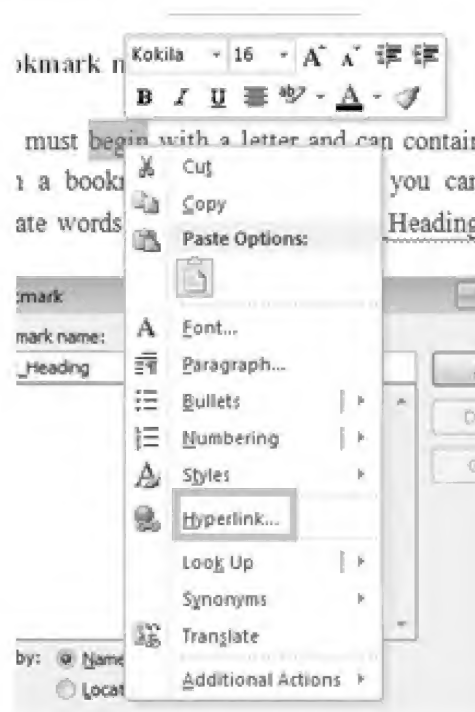 okmark n
Kokila 16 A A
B I U ab A
must begin with a letter and can contain
a bookm you can
ate words Heading
Cut
Copy
Paste Options:
mark
mark name:
_Heading
A Font...
Paragraph...
Bullets
Numbering
A Styles
Hyperlink...
Look Up
Synonyms
Translate
by: Name
Locat
Additional Actions